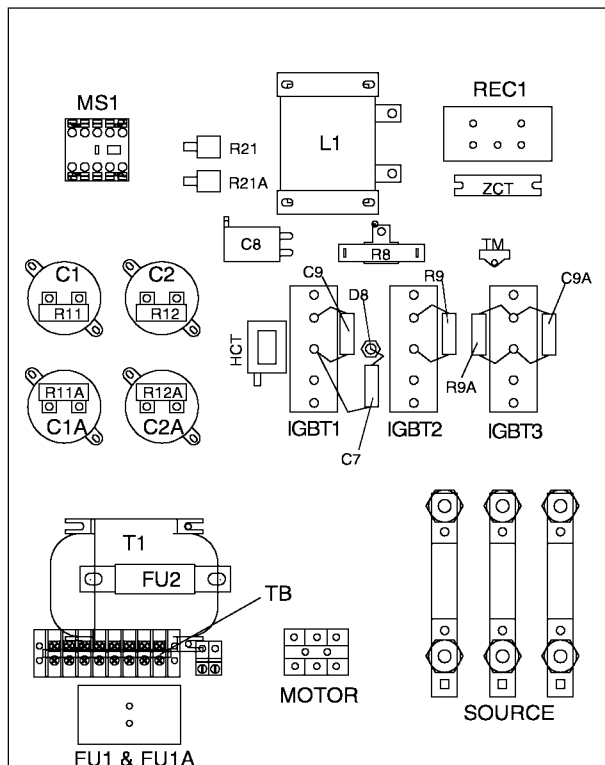 MS1
REC1
R21
L1
R21A
ZCT
C8
R8
TM
C1
C2
C9
D8
R9
C9A
R11
R12
HCT
R11A
R12A
R9A
C1A
C2A
IGBT1
IGBT2
IGBT3
C7
T1
FU2
TB
MOTOR
SOURCE
FU1 & FU1A